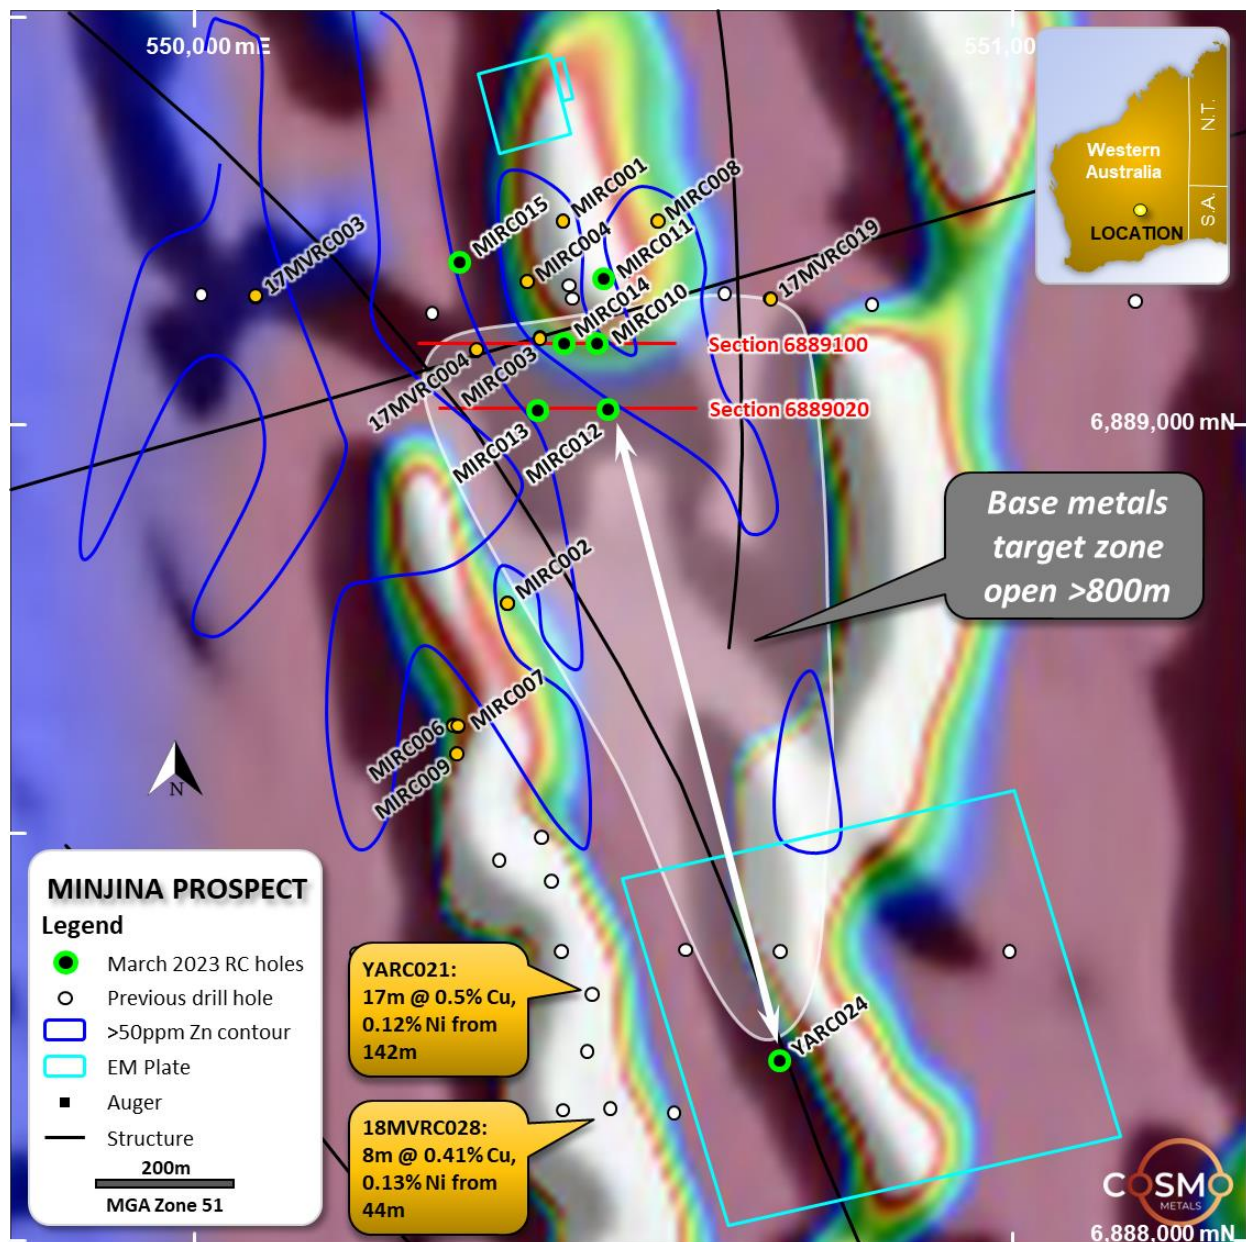 550,000 mE
551,00
Western
Australia
N.T.
S.A.
LOCATION
MIRC001
MIRC008
MIRC015
MIRC004
MIRC011
17MVRC003
17MVRC019
MIRC014
MIRC010
Section 6889100
17MVRC004
MIRC003
Section 6889020
6,889,000 mN
MIRC013
MIRC012
Base metals
target zone
open >800m
MIRC002
MIRC007
MIRC006
MIRC009
N
MINJINA PROSPECT
Legend
March 2023 RC holes
Previous drill hole
>50ppm Zn contour
EM Plate
Auger
Structure
200m
MGA Zone 51
YARC021:
17m @ 0.5% Cu,
0.12% Ni from
142m
YARC024
18MVRC028:
8m @ 0.41% Cu,
0.13% Ni from
44m
COSMO
METALS
6,888,000 mN